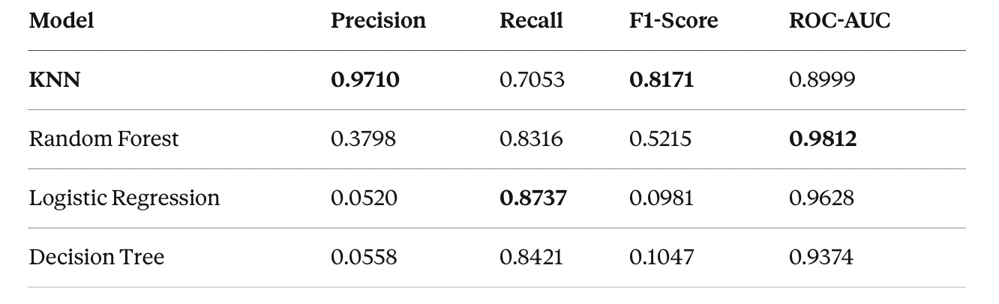 Model Precision Recall F1-Score ROC-AUC
KNN 0.9710 0.7053 0.8171 0.8999
Random Forest 0.3798 0.8316 0.5215 0.9812
Logistic Regression 0.0520 0.8737 0.0981 0.9628
Decision Tree 0.0558 0.8421 0.1047 0.9374